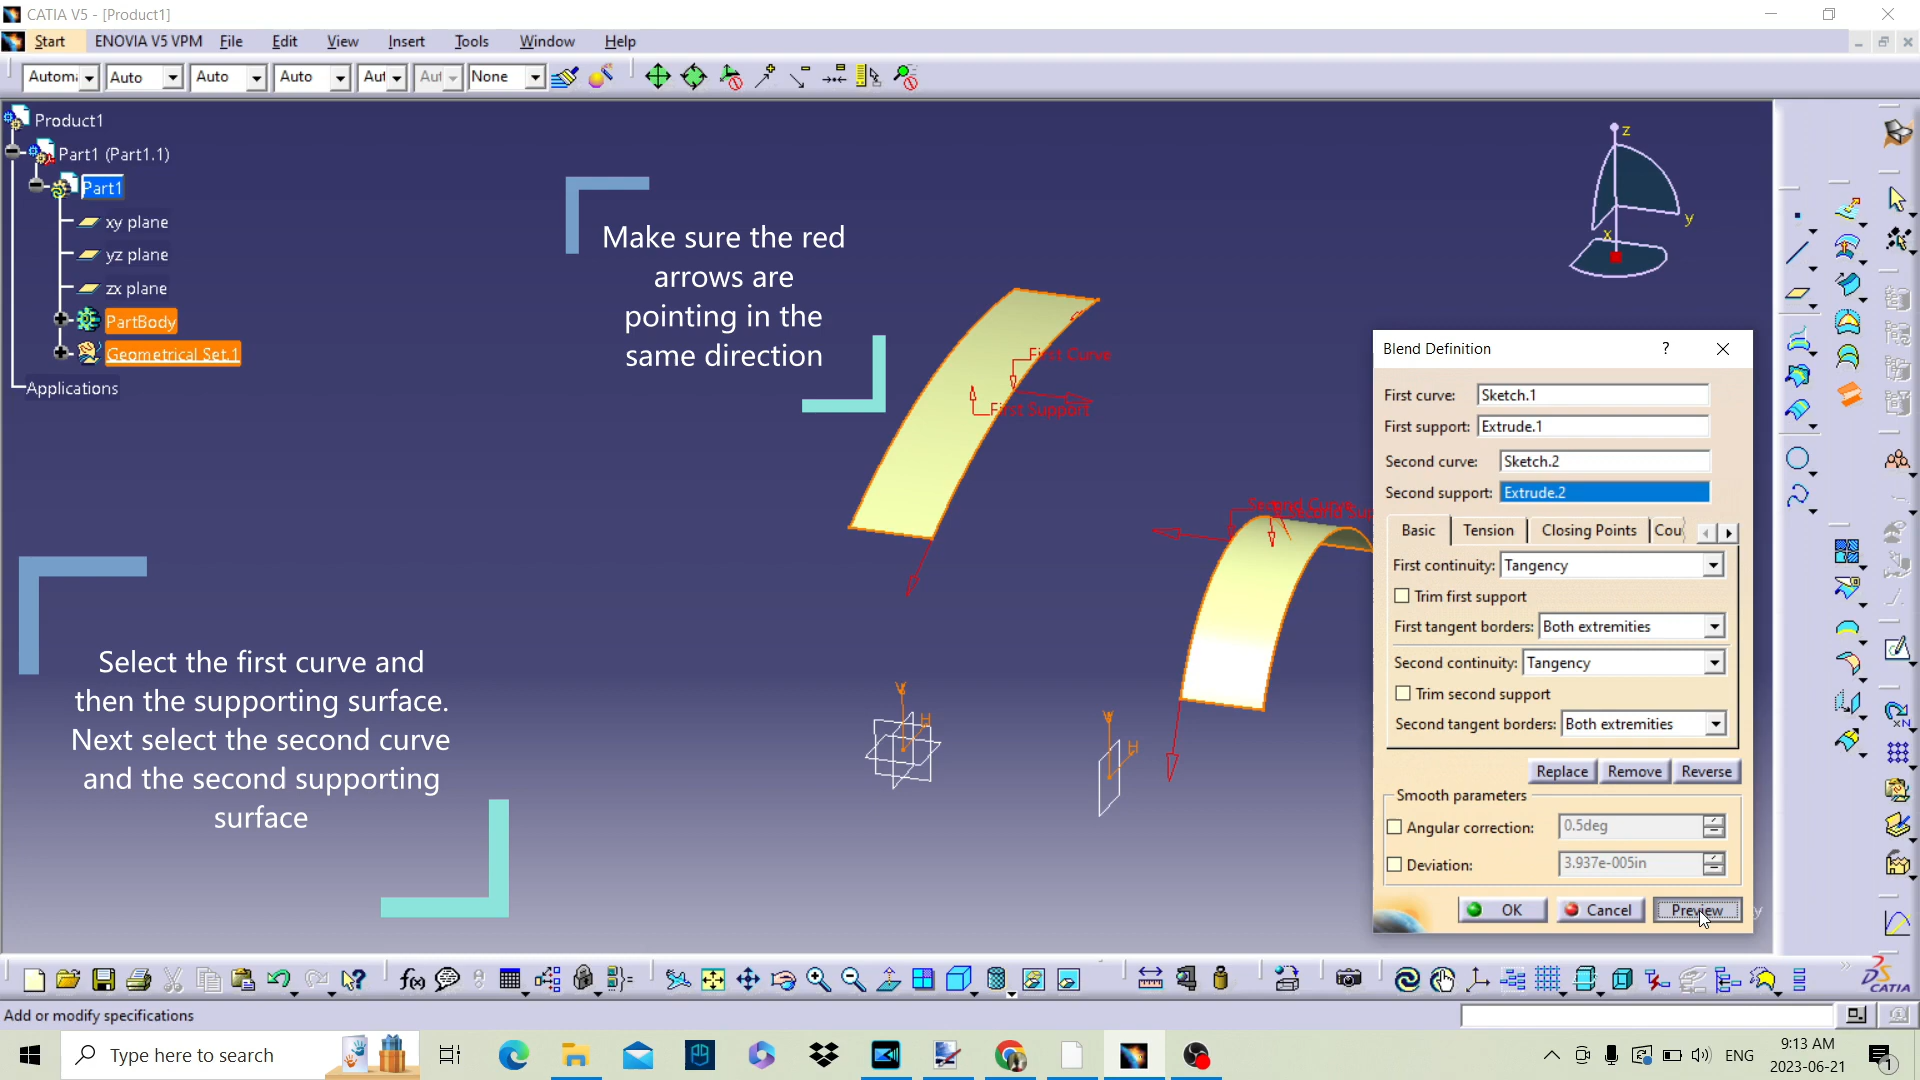 CATIA V5 - [Product1]
Start ENOVIA V5 VPM File Edit View Insert Tools Window Help
Automa Auto Auto Auto Aut Aut None
Product1
Part1 (Part1.1)
Part1
xy plane
yz plane
zx plane
PartBody
Geometrical Set.1
Applications
Make sure the red
arrows are
pointing in the
same direction
Select the first curve and
then the supporting surface.
Next select the second curve
and the second supporting
surface
First Curve
First Support
Second Curve
Second Sup
z
y
x
V
H
V
H
Blend Definition ?
First curve: Sketch.1
First support: Extrude.1
Second curve: Sketch.2
Second support: Extrude.2
Basic Tension Closing Points Cou
First continuity: Tangency
Trim first support
First tangent borders: Both extremities
Second continuity: Tangency
Trim second support
Second tangent borders: Both extremities
Replace Remove Reverse
Smooth parameters
Angular correction: 0.5deg
Deviation: 3.937e-005in
OK Cancel Preview
f(x)
CATIA
Add or modify specifications
Type here to search
ENG
9:13 AM
2023-06-21
1